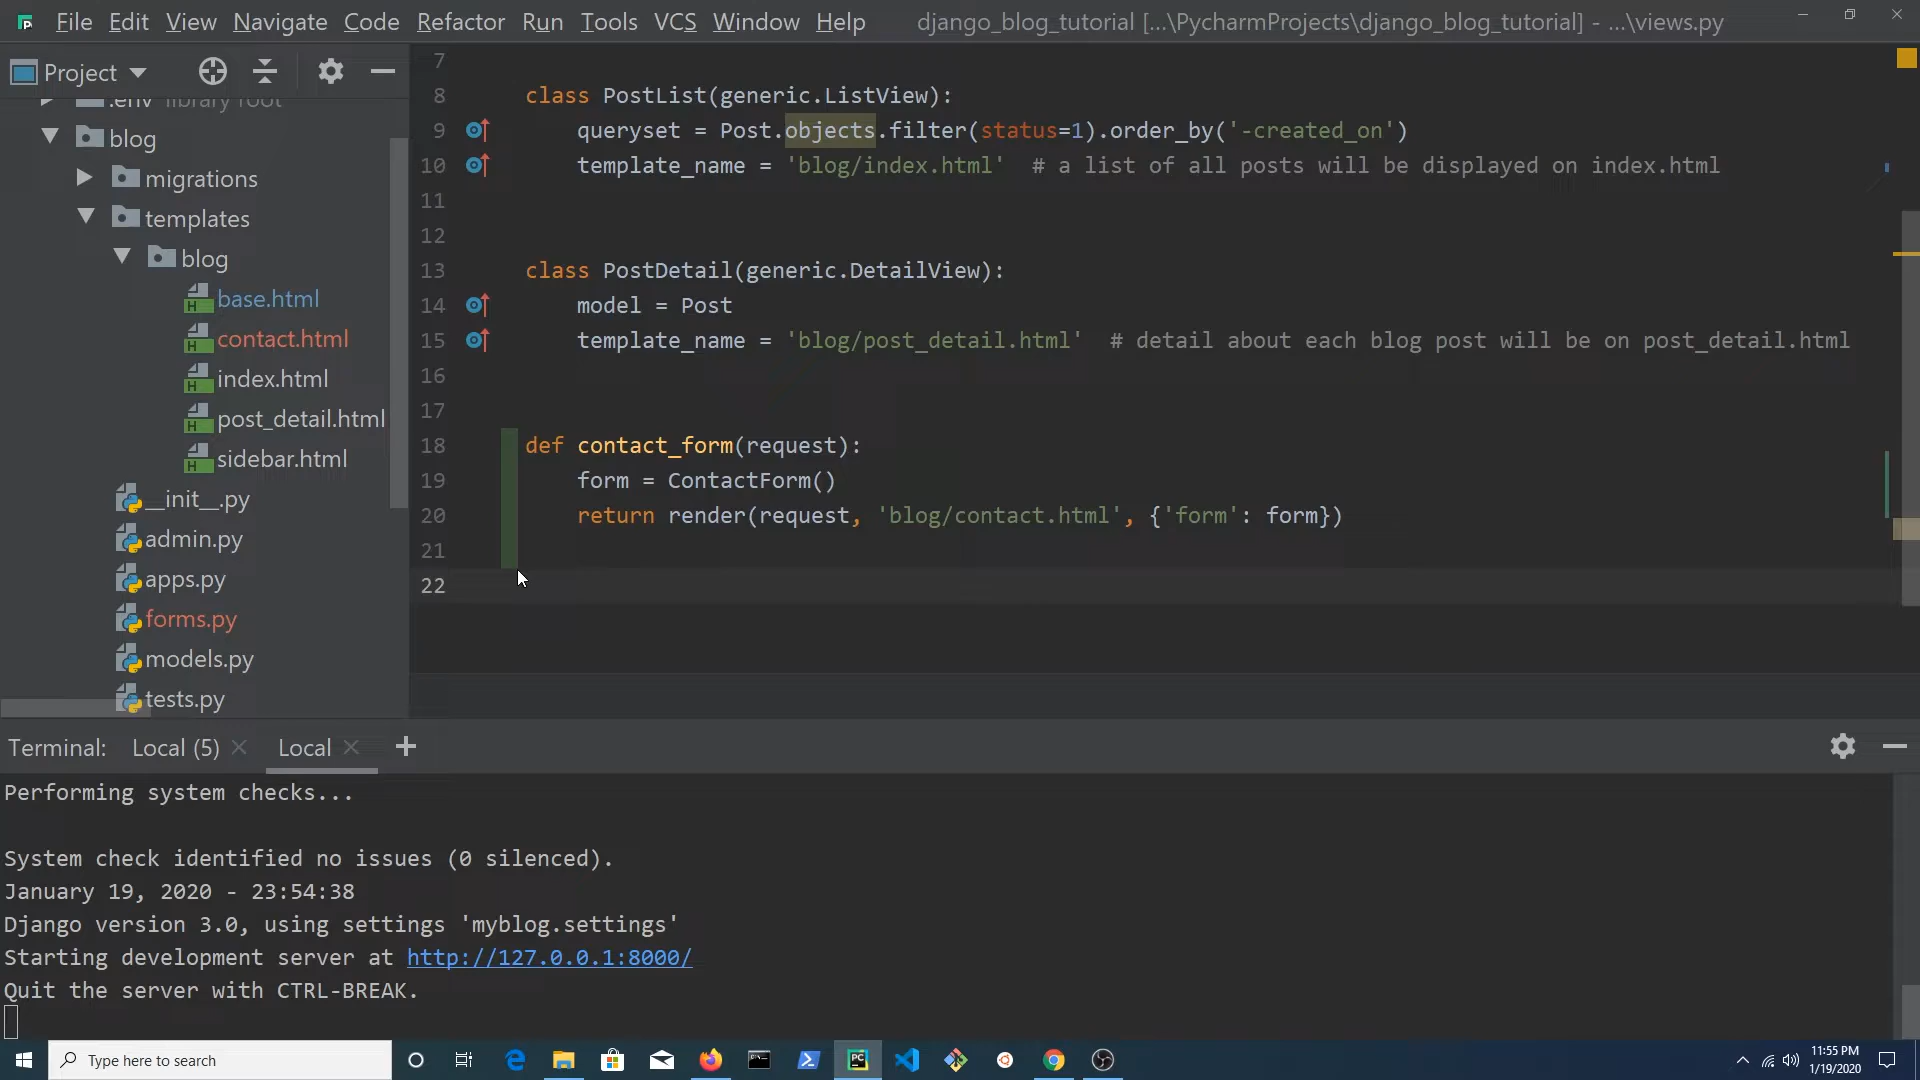 File Edit View Navigate Code Refactor Run Tools VCS Window Help django_blog_tutorial [...\PycharmProjects\django_blog_tutorial] - ...\views.py
Project
.env library root
blog
migrations
templates
blog
base.html
contact.html
index.html
post_detail.html
sidebar.html
__init__.py
admin.py
apps.py
forms.py
models.py
tests.py
7
8 class PostList(generic.ListView):
9 queryset = Post.objects.filter(status=1).order_by('-created_on')
10 template_name = 'blog/index.html' # a list of all posts will be displayed on index.html
11
12
13 class PostDetail(generic.DetailView):
14 model = Post
15 template_name = 'blog/post_detail.html' # detail about each blog post will be on post_detail.html
16
17
18 def contact_form(request):
19 form = ContactForm()
20 return render(request, 'blog/contact.html', {'form': form})
21
22
Terminal: Local (5) Local
Performing system checks...
System check identified no issues (0 silenced).
January 19, 2020 - 23:54:38
Django version 3.0, using settings 'myblog.settings'
Starting development server at http://127.0.0.1:8000/
Quit the server with CTRL-BREAK.
Type here to search
11:55 PM
1/19/2020